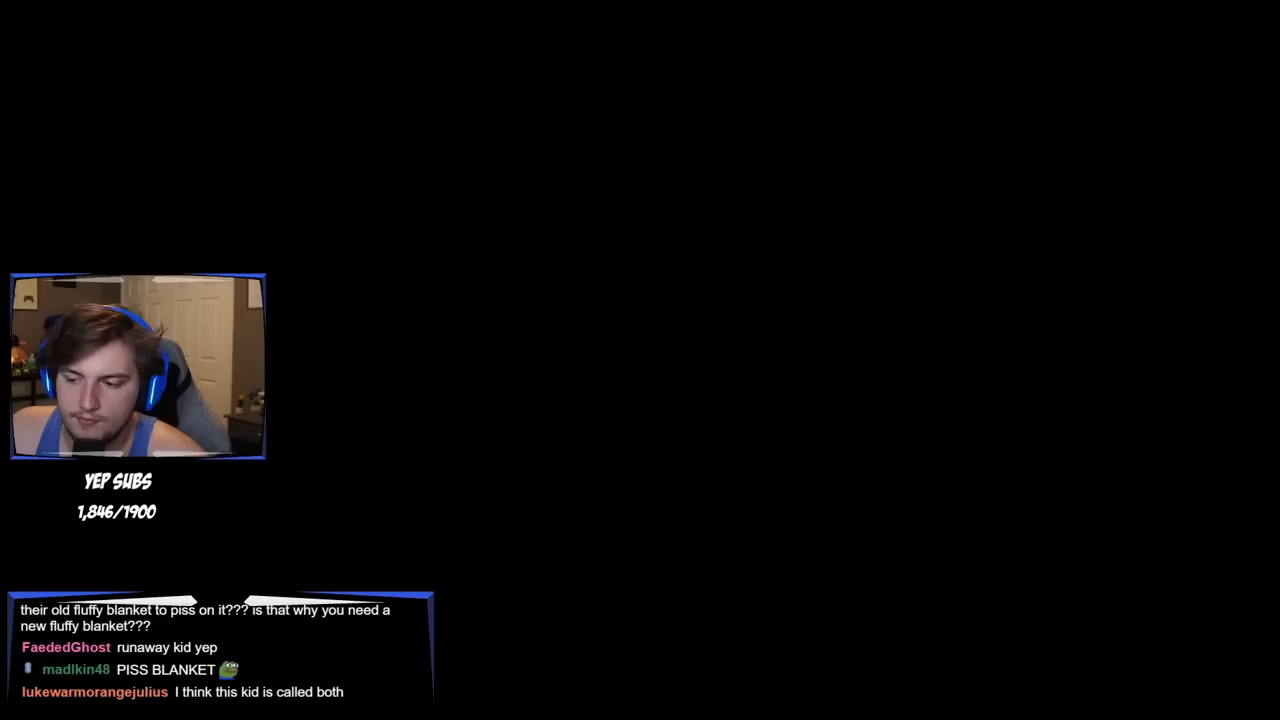 YEP SUBS
1,846/1900
their old fluffy blanket to piss on it??? is that why you need a
new fluffy blanket???
FaededGhost runaway kid yep
madlkin48 PISS BLANKET
lukewarmorangejulius I think this kid is called both